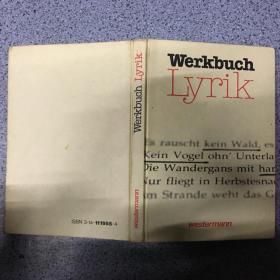 Werkbuch
Lyrik
Es rauscht kein Wald, es
Kein Vogel ohn' Unterla
Die Wandergans mit har
Nur fliegt in Herbstesnac
Am Strande weht das G
westermann
Werkbuch Lyrik
ISBN 3-14-111966-4